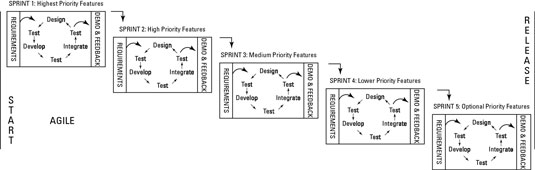 SPRINT 1: Highest Priority Features
REQUIREMENTS
Design
Test
Test
Develop
Integrate
Test
DEMO & FEEDBACK
SPRINT 2: High Priority Features
REQUIREMENTS
Design
Test
Test
Develop
Integrate
Test
DEMO & FEEDBACK
SPRINT 3: Medium Priority Features
REQUIREMENTS
Design
Test
Test
Develop
Integrate
Test
DEMO & FEEDBACK
SPRINT 4: Lower Priority Features
REQUIREMENTS
Design
Test
Test
Develop
Integrate
Test
DEMO & FEEDBACK
SPRINT 5: Optional Priority Features
REQUIREMENTS
Design
Test
Test
Develop
Integrate
Test
DEMO & FEEDBACK
START
AGILE
RELEASE